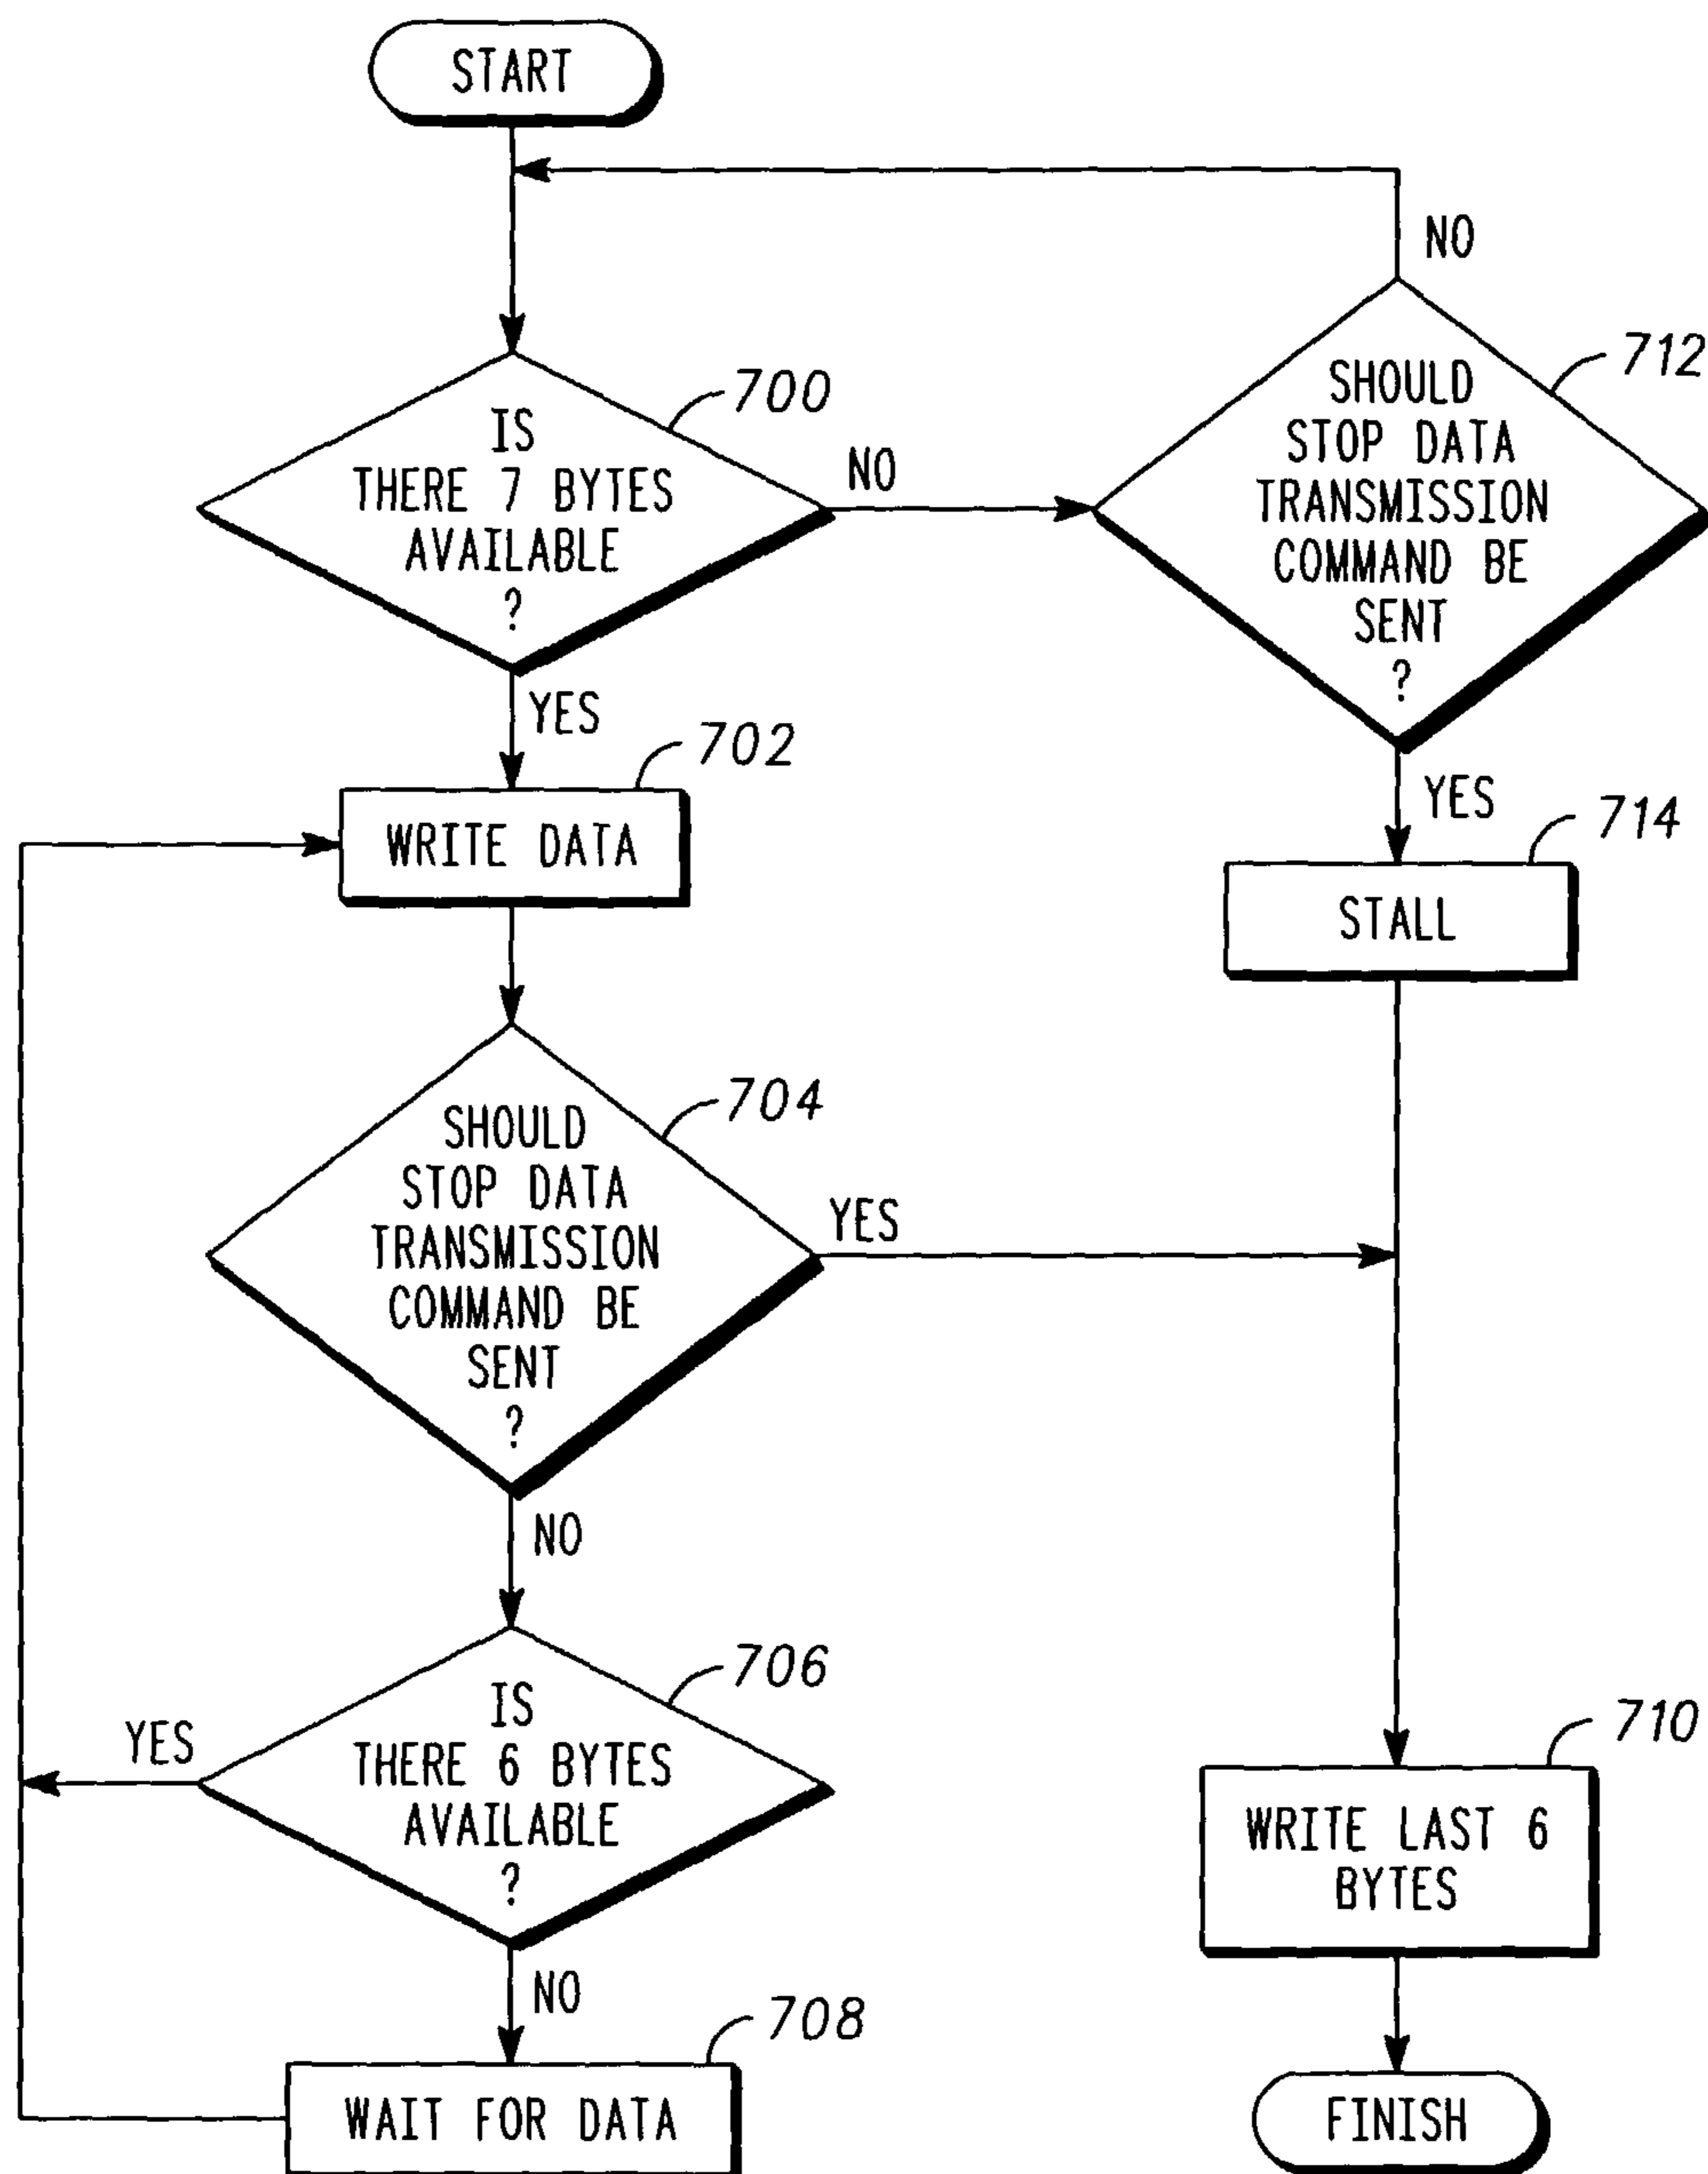 START
NO
712
SHOULD
STOP DATA
TRANSMISSION
COMMAND BE
SENT
?
700
IS
THERE 7 BYTES
AVAILABLE
?
NO
YES
702
WRITE DATA
YES
714
STALL
704
SHOULD
STOP DATA
TRANSMISSION
COMMAND BE
SENT
?
YES
NO
706
IS
THERE 6 BYTES
AVAILABLE
?
YES
NO
708
WAIT FOR DATA
710
WRITE LAST 6
BYTES
FINISH